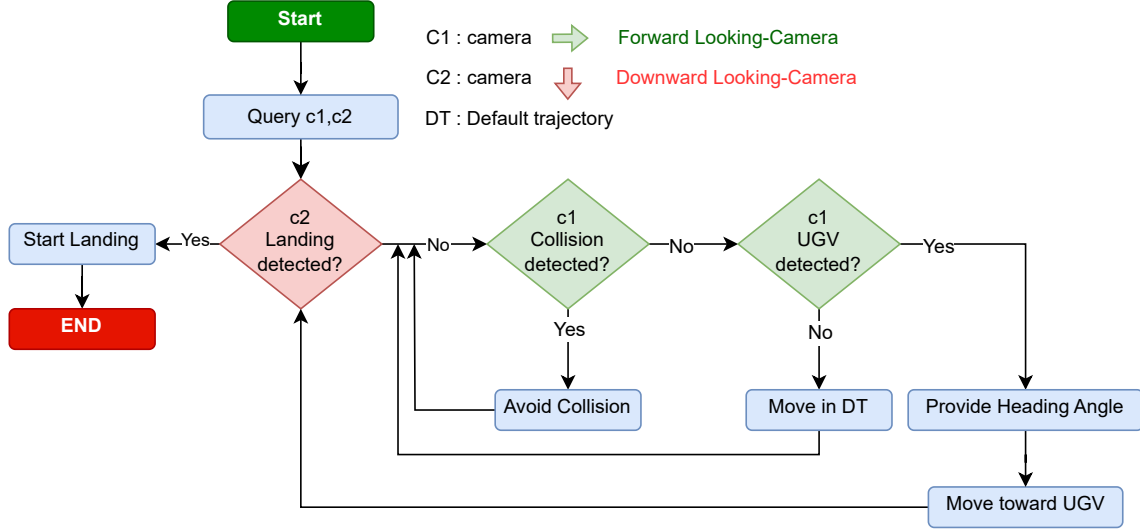 Start
C1 : camera
Forward Looking-Camera
C2 : camera
Downward Looking-Camera
Query c1,c2
DT : Default trajectory
Start Landing
Yes
c2
Landing
detected?
No
c1
Collision
detected?
No
c1
UGV
detected?
Yes
END
Yes
No
Avoid Collision
Move in DT
Provide Heading Angle
Move toward UGV